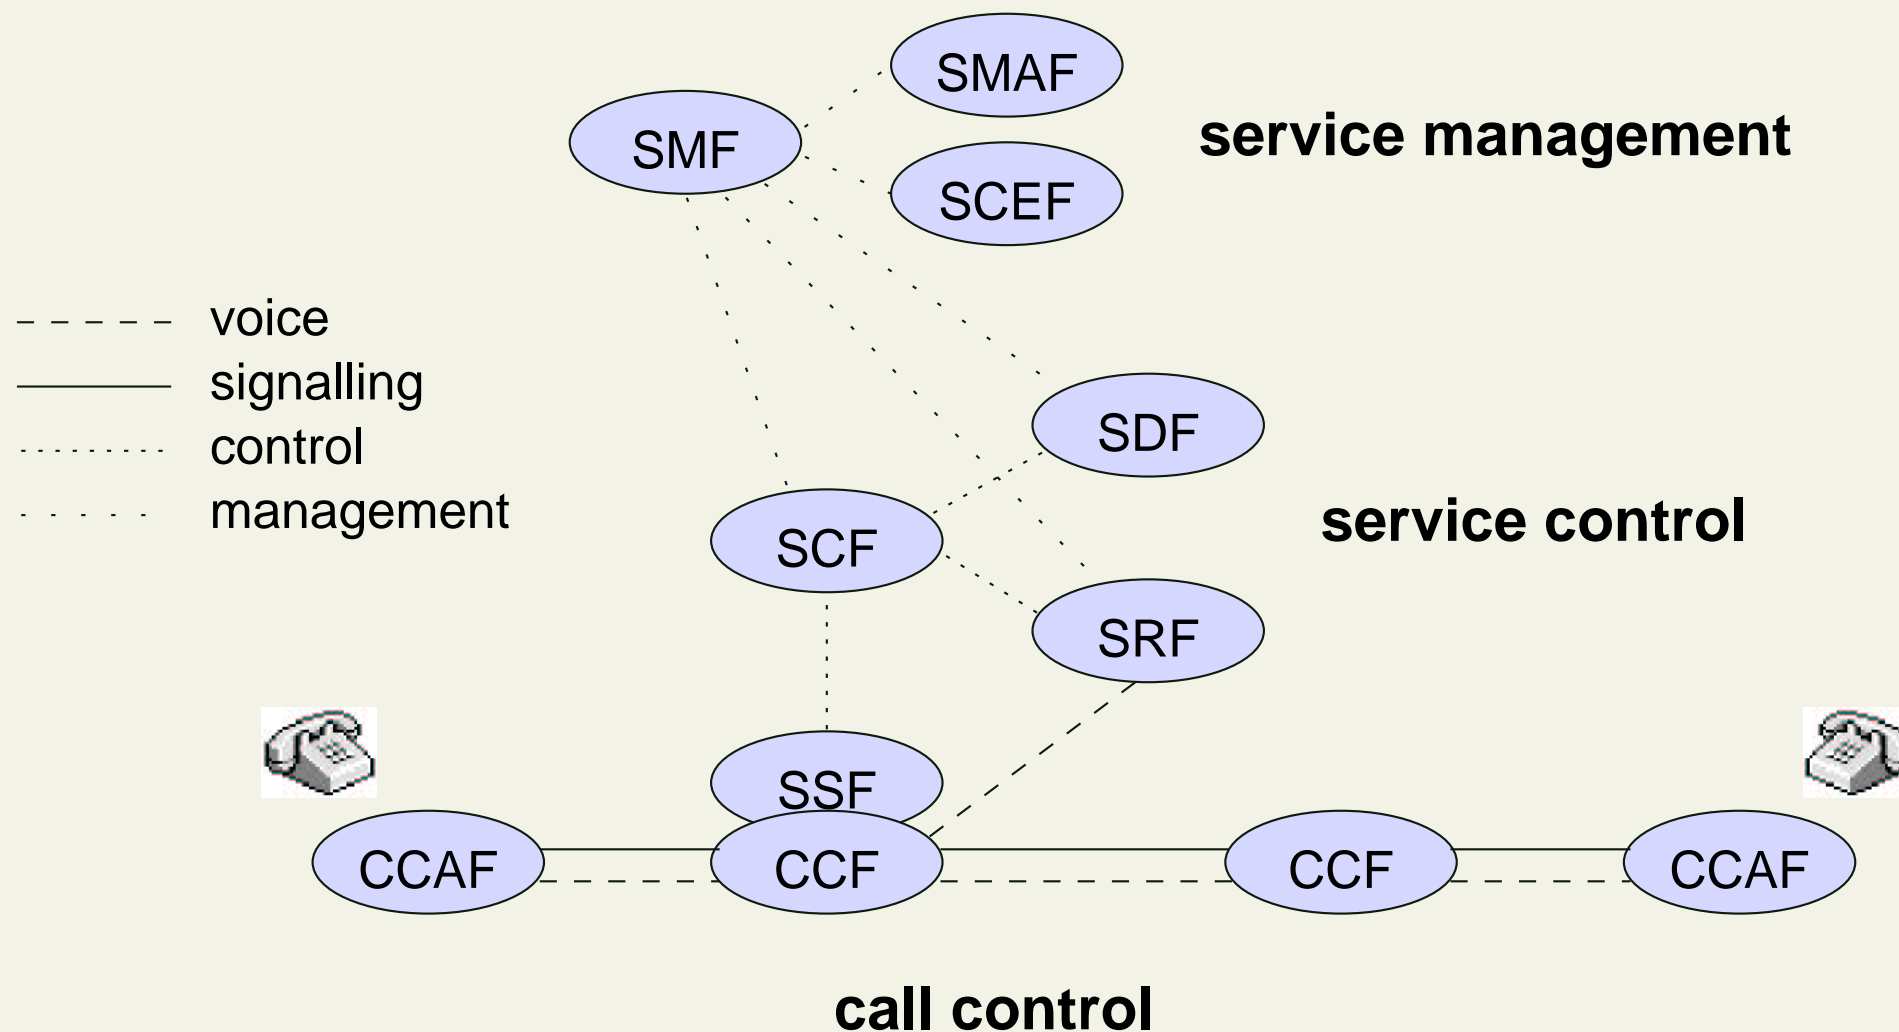 SMAF
SMF
service management
SCEF
voice
signalling
control
management
SDF
service control
SCF
SRF
SSF
CCAF
CCF
CCF
CCAF
call control